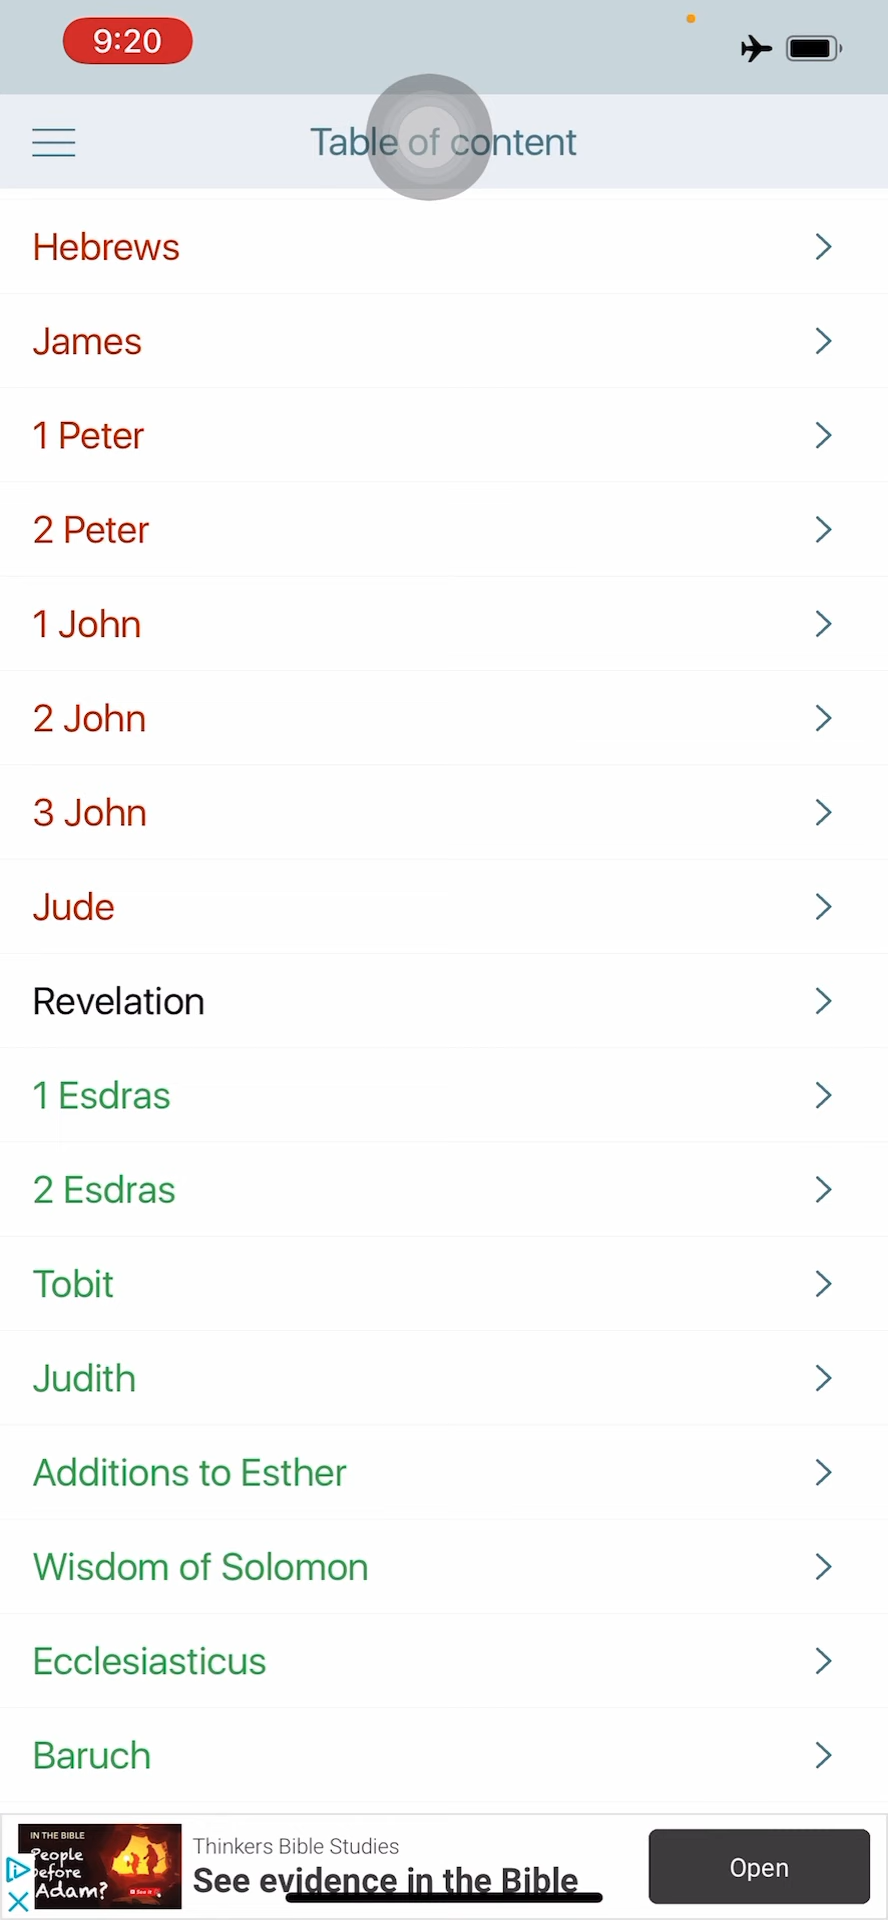 9:20
Table of content
Hebrews
James
1 Peter
2 Peter
1 John
2 John
3 John
Jude
Revelation
1 Esdras
2 Esdras
Tobit
Judith
Additions to Esther
Wisdom of Solomon
Ecclesiasticus
Baruch
IN THE BIBLE
People
before
Adam?
Thinkers Bible Studies
See evidence in the Bible
Open